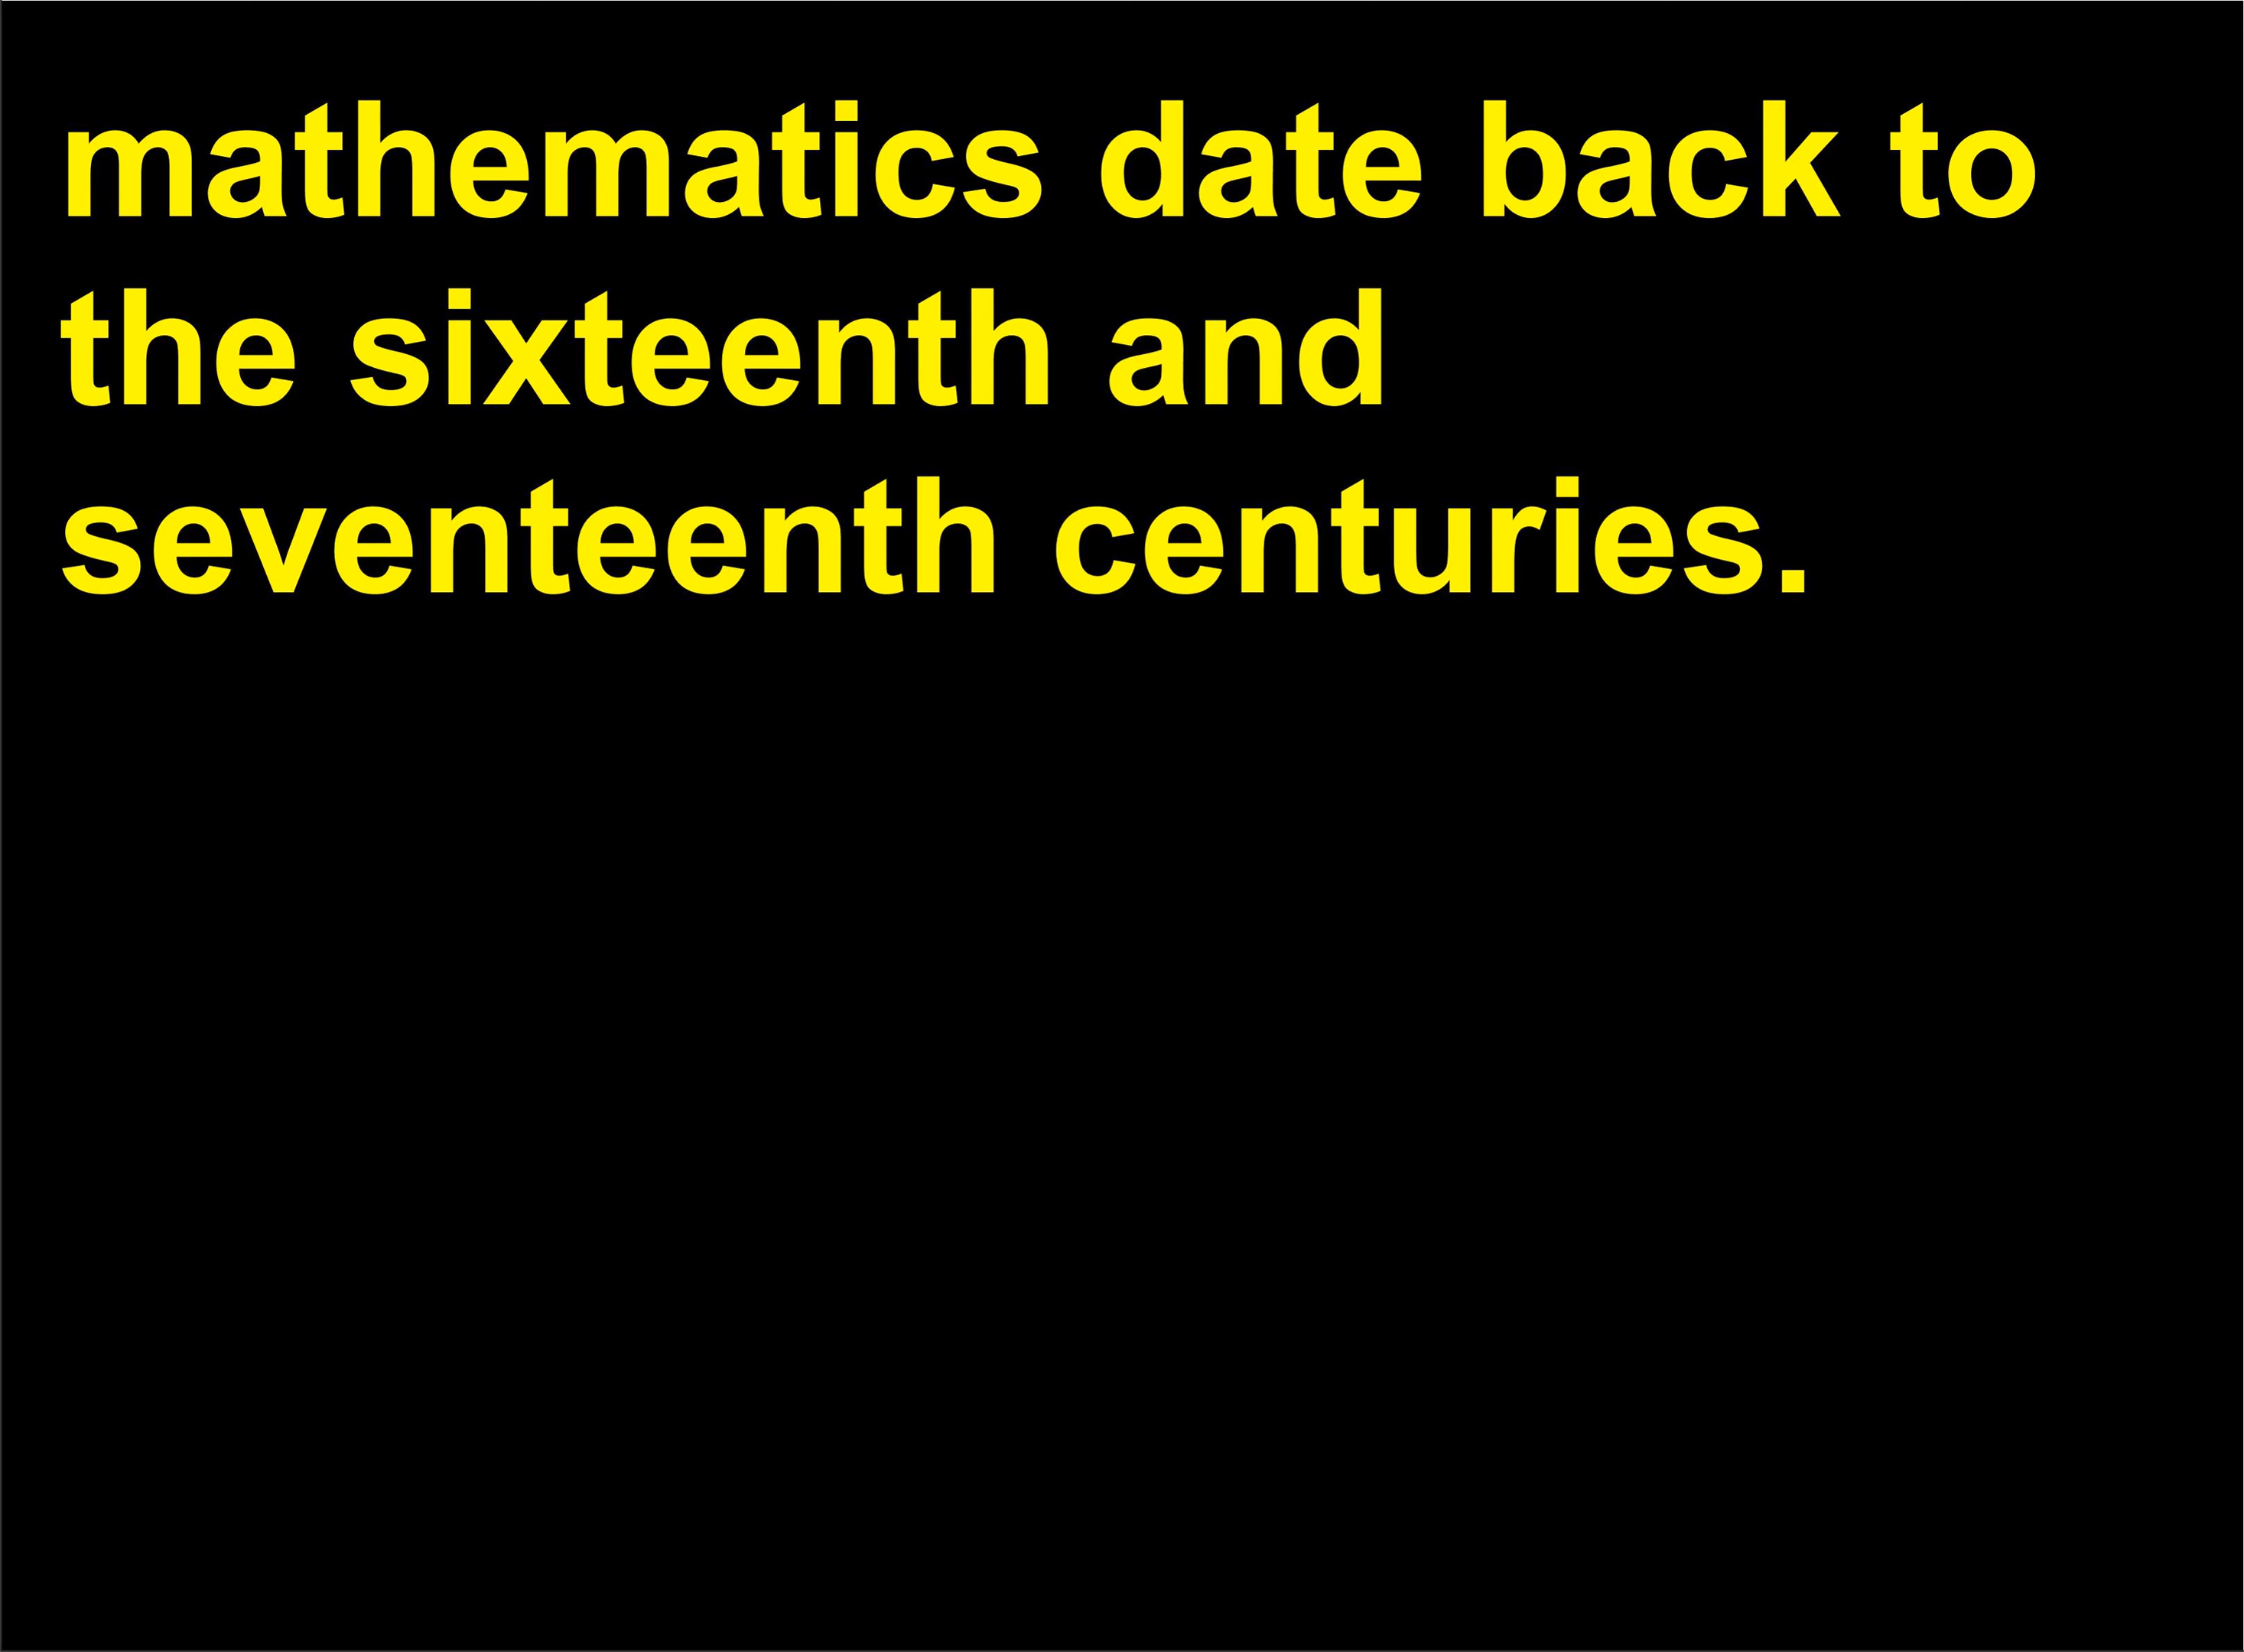 mathematics date back to
the sixteenth and
seventeenth centuries.